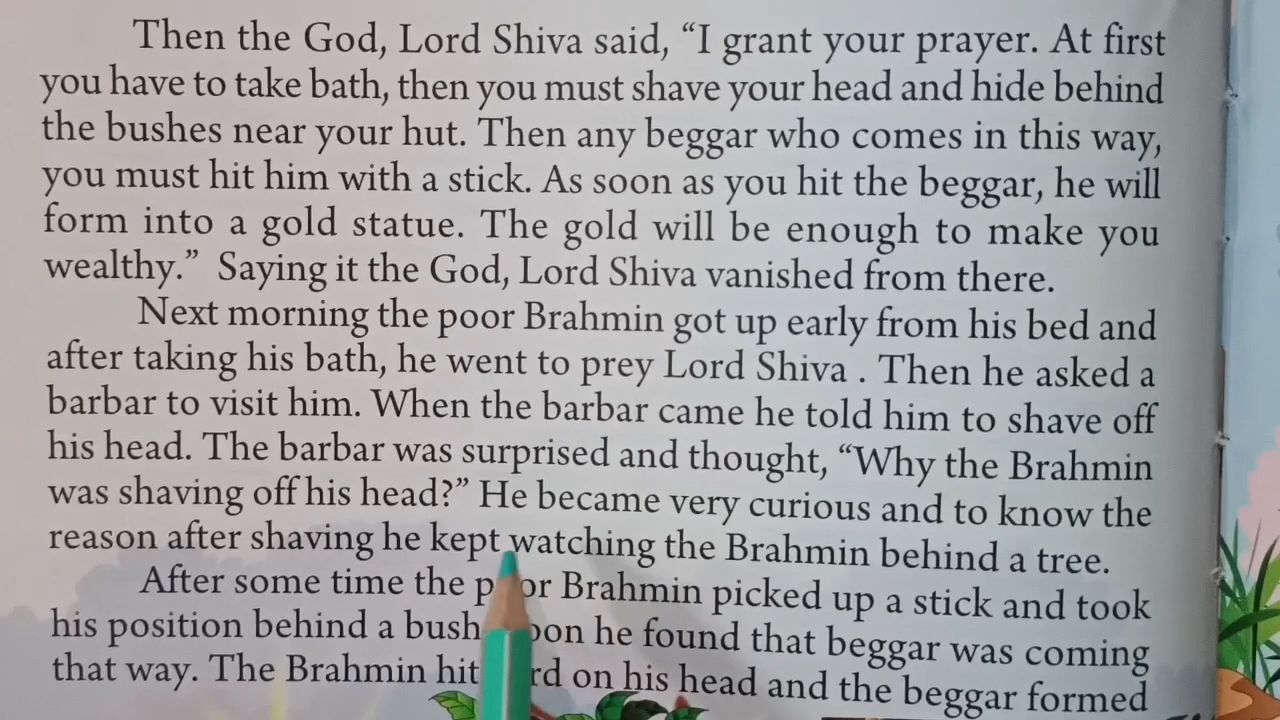 Then the God, Lord Shiva said, “I grant your prayer. At first
you have to take bath, then you must shave your head and hide behind
the bushes near your hut. Then any beggar who comes in this way,
you must hit him with a stick. As soon as you hit the beggar, he will
form into a gold statue. The gold will be enough to make you
wealthy.” Saying it the God, Lord Shiva vanished from there.
Next morning the poor Brahmin got up early from his bed and
after taking his bath, he went to prey Lord Shiva . Then he asked a
barbar to visit him. When the barbar came he told him to shave off
his head. The barbar was surprised and thought, “Why the Brahmin
was shaving off his head?” He became very curious and to know the
reason after shaving he kept watching the Brahmin behind a tree.
After some time the Brahmin picked up a stick and took
his position behind a bush he found that beggar was coming
that way. The Brahmin hit on his head and the beggar formed